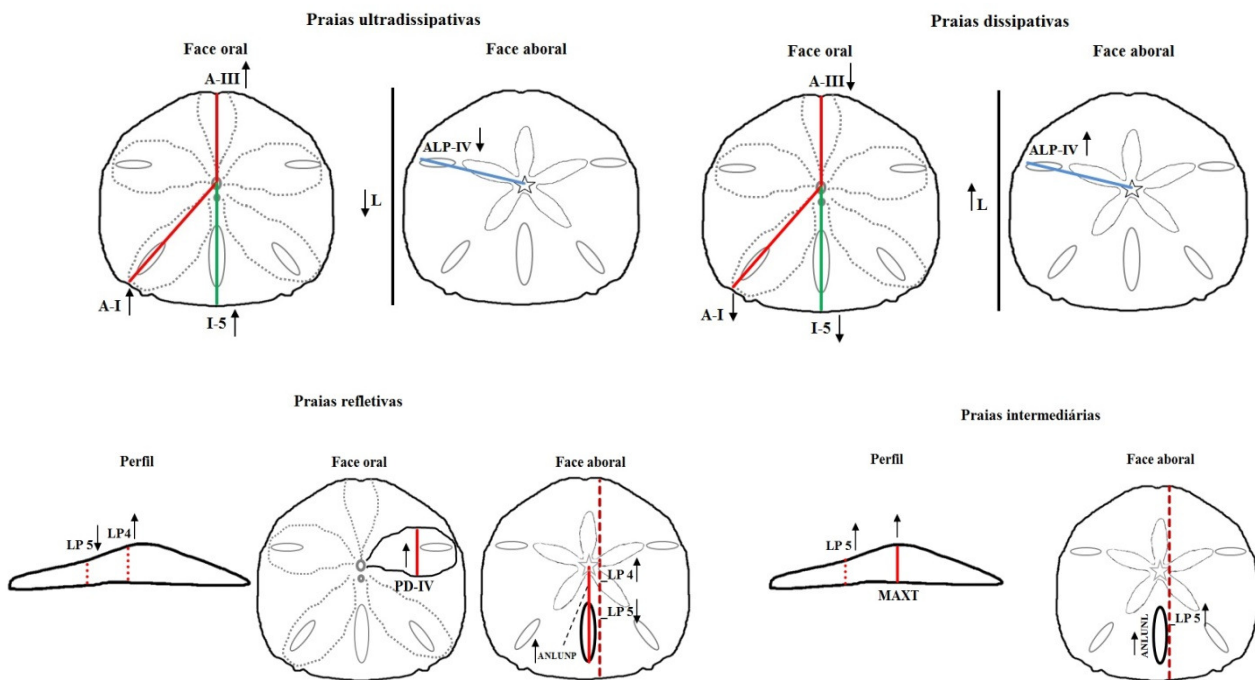 Praias ultradissipativas
Face oral
Face aboral
A-III
ALP-IV
L
A-I
I-5
Praias dissipativas
Face oral
Face aboral
A-III
ALP-IV
L
A-I
I-5
Praias refletivas
Perfil
Face oral
Face aboral
LP 5
LP4
PD-IV
LP 4
LP 5
ANLUNP
Praias intermediárias
Perfil
Face aboral
LP 5
MAXT
LP 5
ANLUNL